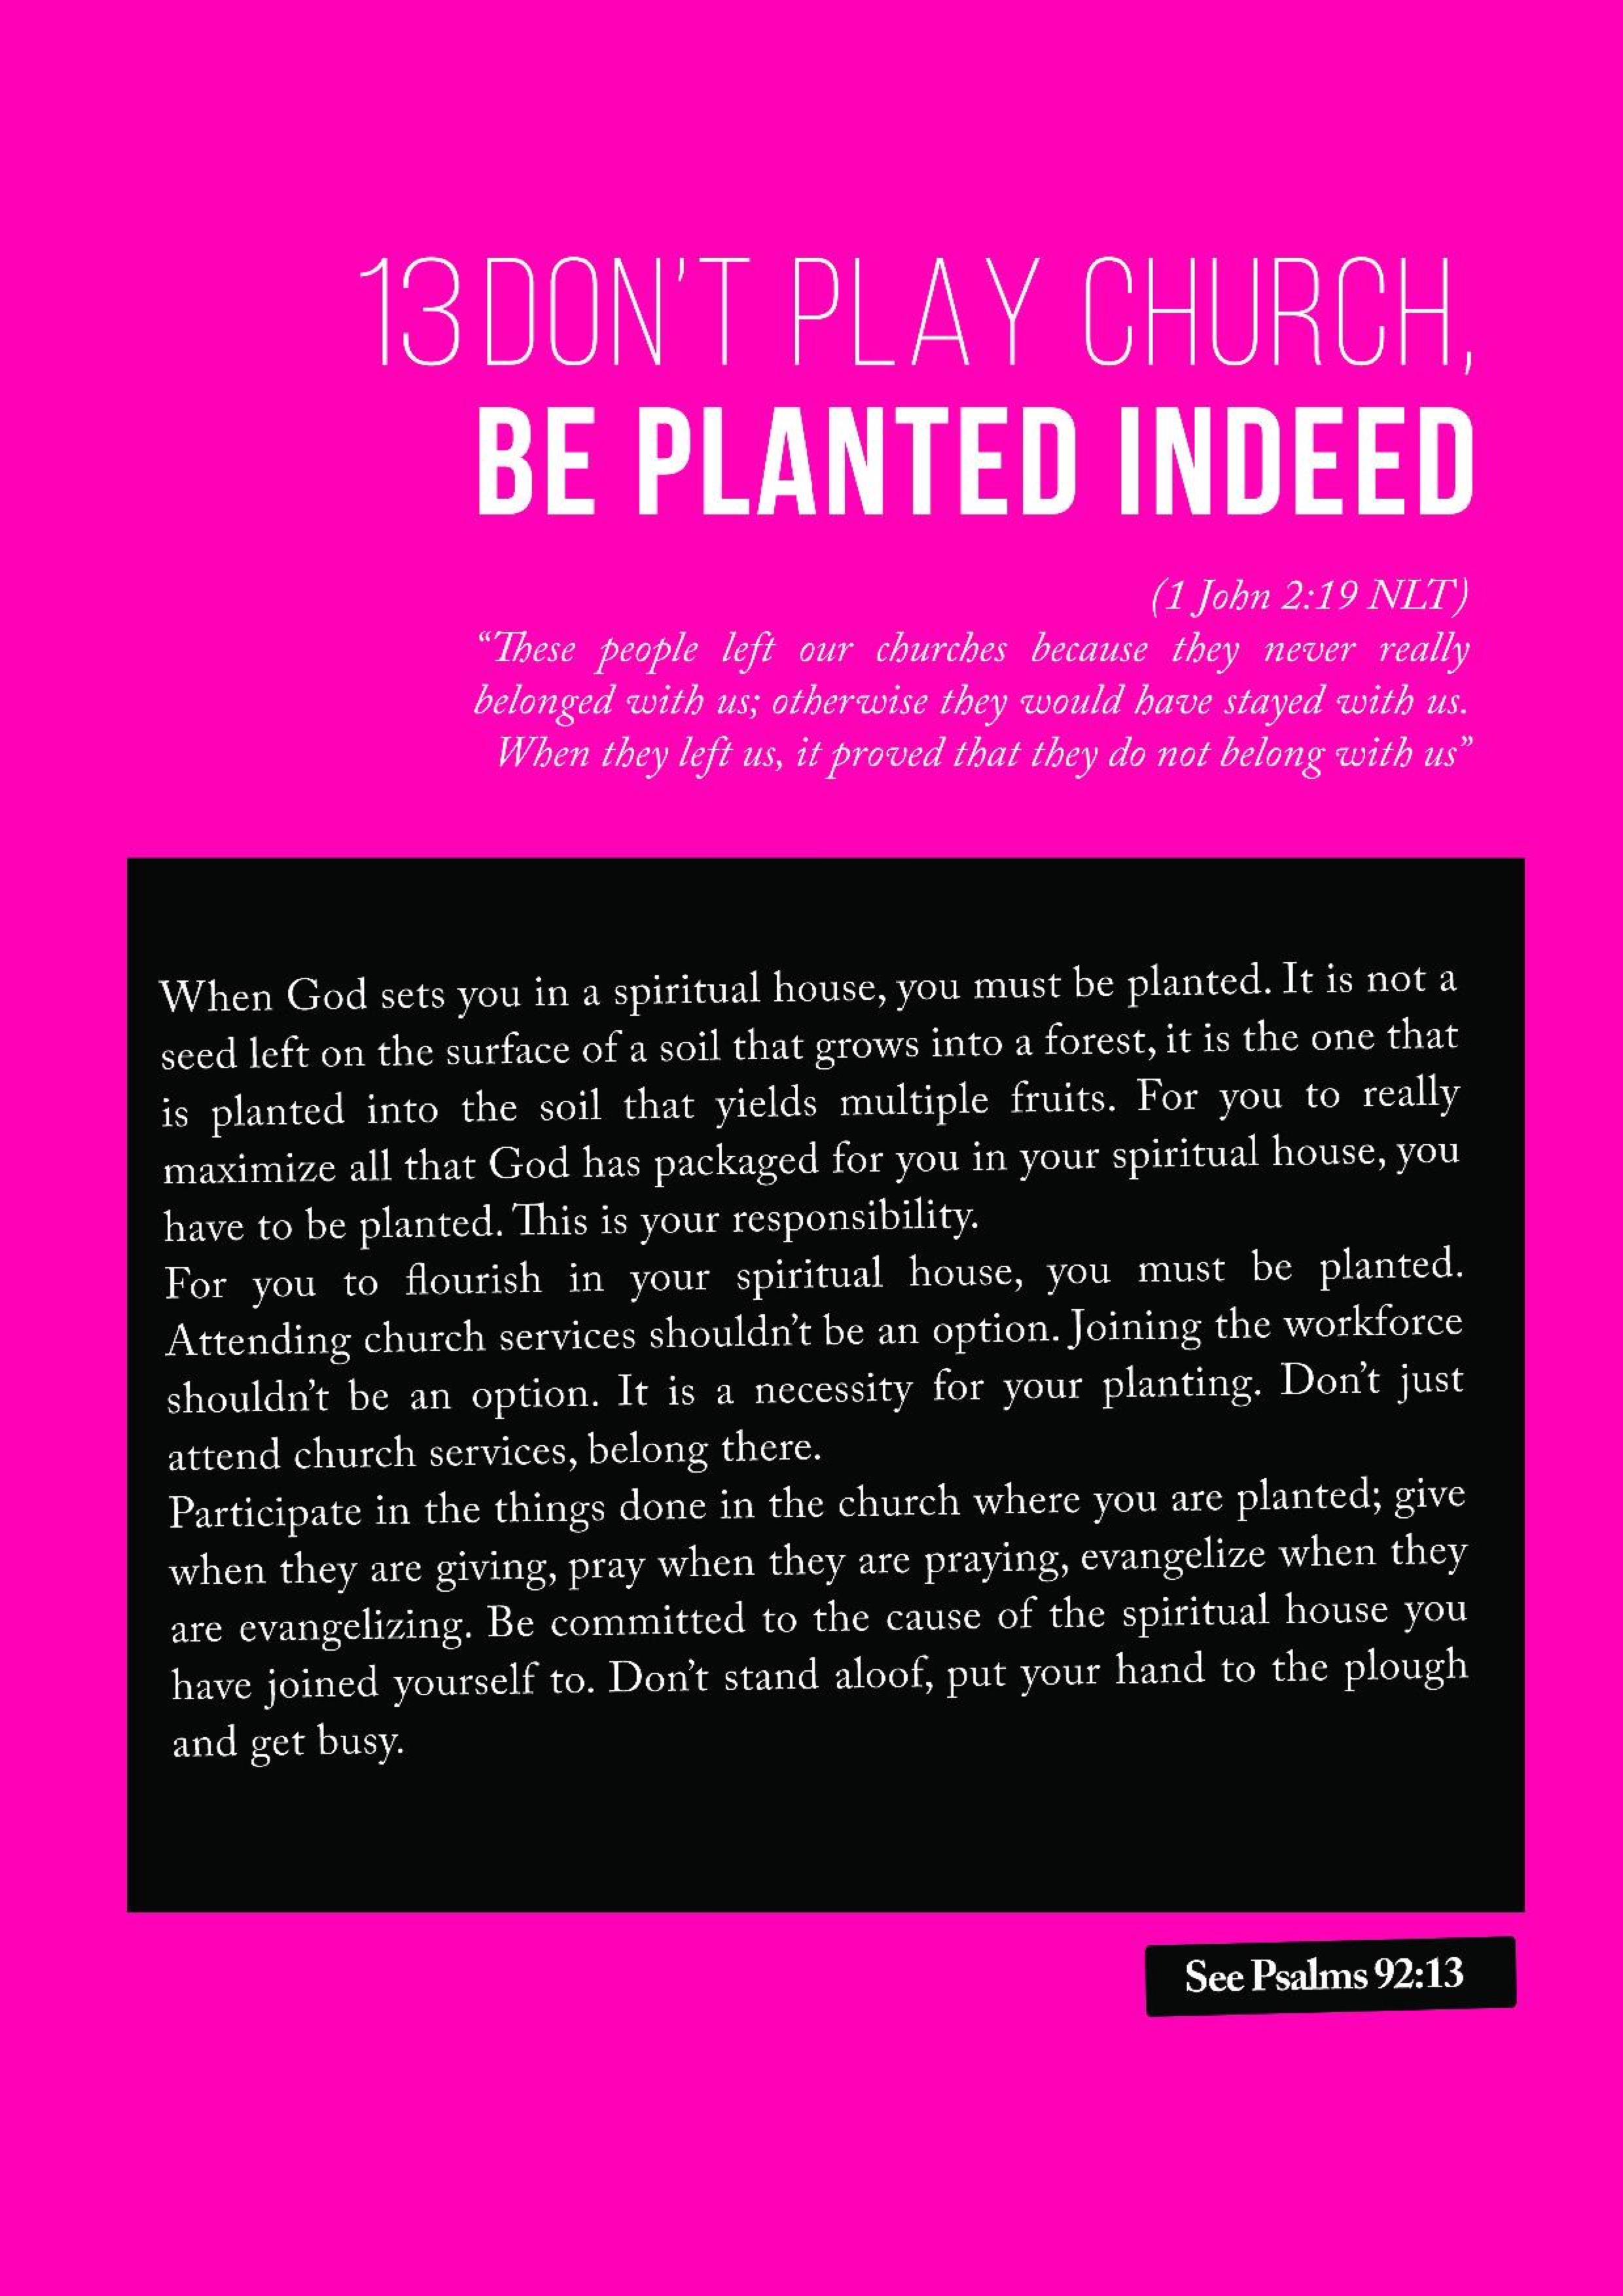 13 DON'T PLAY CHURCH,
BE PLANTED INDEED
(1 John 2:19 NLT)
“These people left our churches because they never really
belonged with us; otherwise they would have stayed with us.
When they left us, it proved that they do not belong with us”
When God sets you in a spiritual house, you must be planted. It is not a
seed left on the surface of a soil that grows into a forest, it is the one that
is planted into the soil that yields multiple fruits. For you to really
maximize all that God has packaged for you in your spiritual house, you
have to be planted. This is your responsibility.
For you to flourish in your spiritual house, you must be planted.
Attending church services shouldn’t be an option. Joining the workforce
shouldn’t be an option. It is a necessity for your planting. Don’t just
attend church services, belong there.
Participate in the things done in the church where you are planted; give
when they are giving, pray when they are praying, evangelize when they
are evangelizing. Be committed to the cause of the spiritual house you
have joined yourself to. Don’t stand aloof, put your hand to the plough
and get busy.
See Psalms 92:13